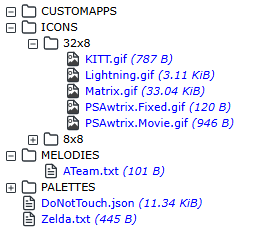 CUSTOMAPPS
ICONS
32x8
KITT.gif (787 B)
Lightning.gif (3.11 KiB)
Matrix.gif (33.04 KiB)
PSAwtrix.Fixed.gif (120 B)
PSAwtrix.Movie.gif (946 B)
8x8
MELODIES
ATeam.txt (101 B)
PALETTES
DoNotTouch.json (11.34 KiB)
Zelda.txt (445 B)